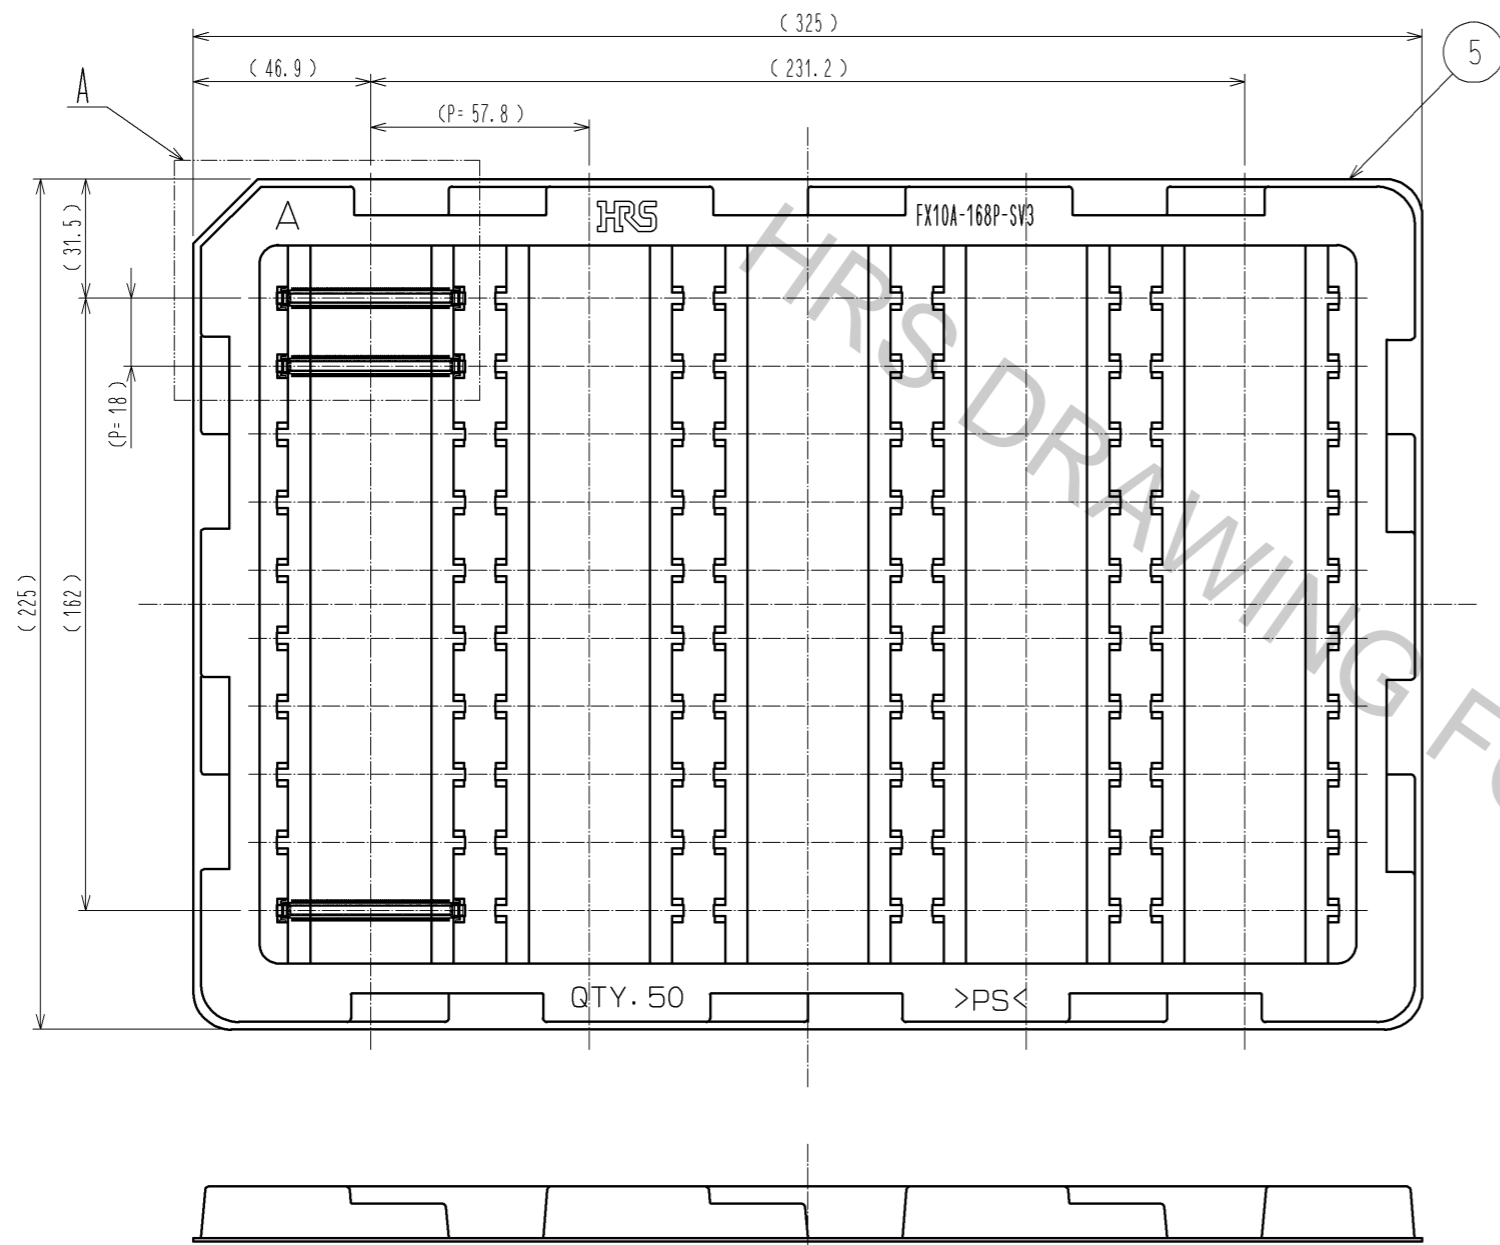 ( 325 )
5
( 46.9 )
( 231.2 )
A
(P= 57.8 )
A
HRS
FX10A-168P-SV3
( 31.5 )
(P= 18 )
( 225 )
( 162 )
HRS DRAWING
QTY. 50
>PS<